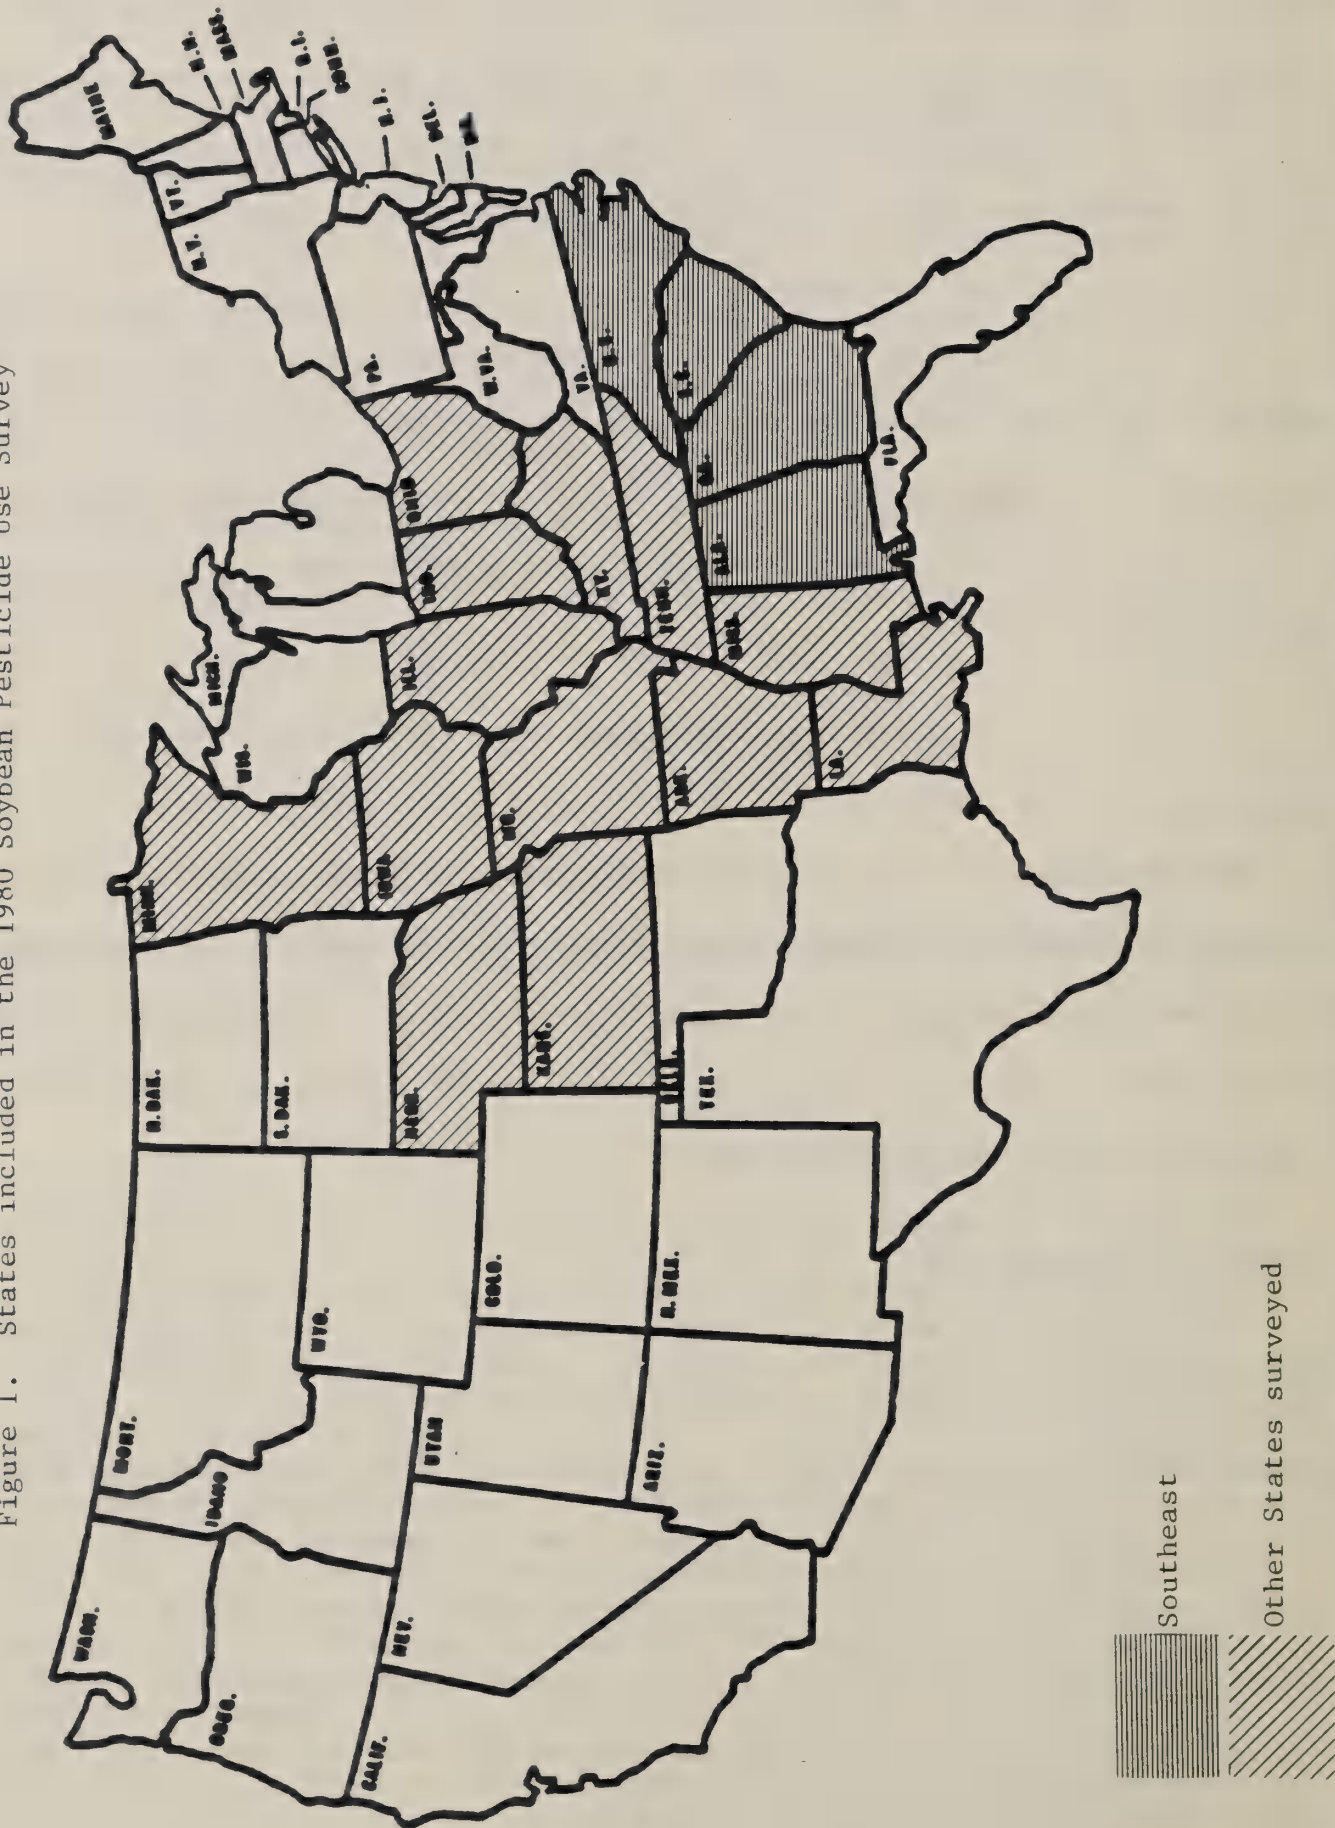 Figure 1. States included in the 1980 Soybean Pesticide Use Survey
WASH.
OREG.
CALIF.
NEV.
IDAHO
MONT.
WYO.
UTAH
COLO.
ARIZ.
N. MEX.
N. DAK.
S. DAK.
NEBR.
KANS.
OKLA.
TEX.
MINN.
IOWA
MO.
ARK.
LA.
WIS.
MICH.
ILL.
IND.
OHIO
KY.
TENN.
MISS.
ALA.
GA.
FLA.
S.C.
N.C.
VA.
W.VA.
PA.
N.Y.
VT.
MAINE
N.H.
MASS.
R.I.
CONN.
N.J.
DEL.
Southeast
Other States surveyed